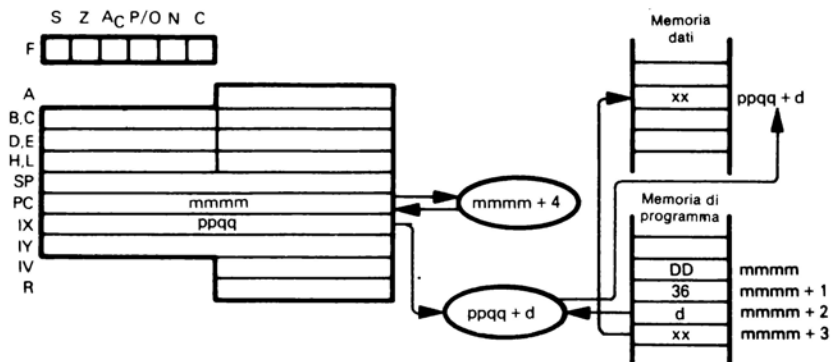 S Z AC P/O N C
F
A
B,C
D,E
H,L
SP
PC mmmm
IX ppqq
IY
IV
R
mmmm + 4
ppqq + d
Memoria
dati
xx ppqq + d
Memoria di
programma
DD mmmm
36 mmmm + 1
d mmmm + 2
xx mmmm + 3